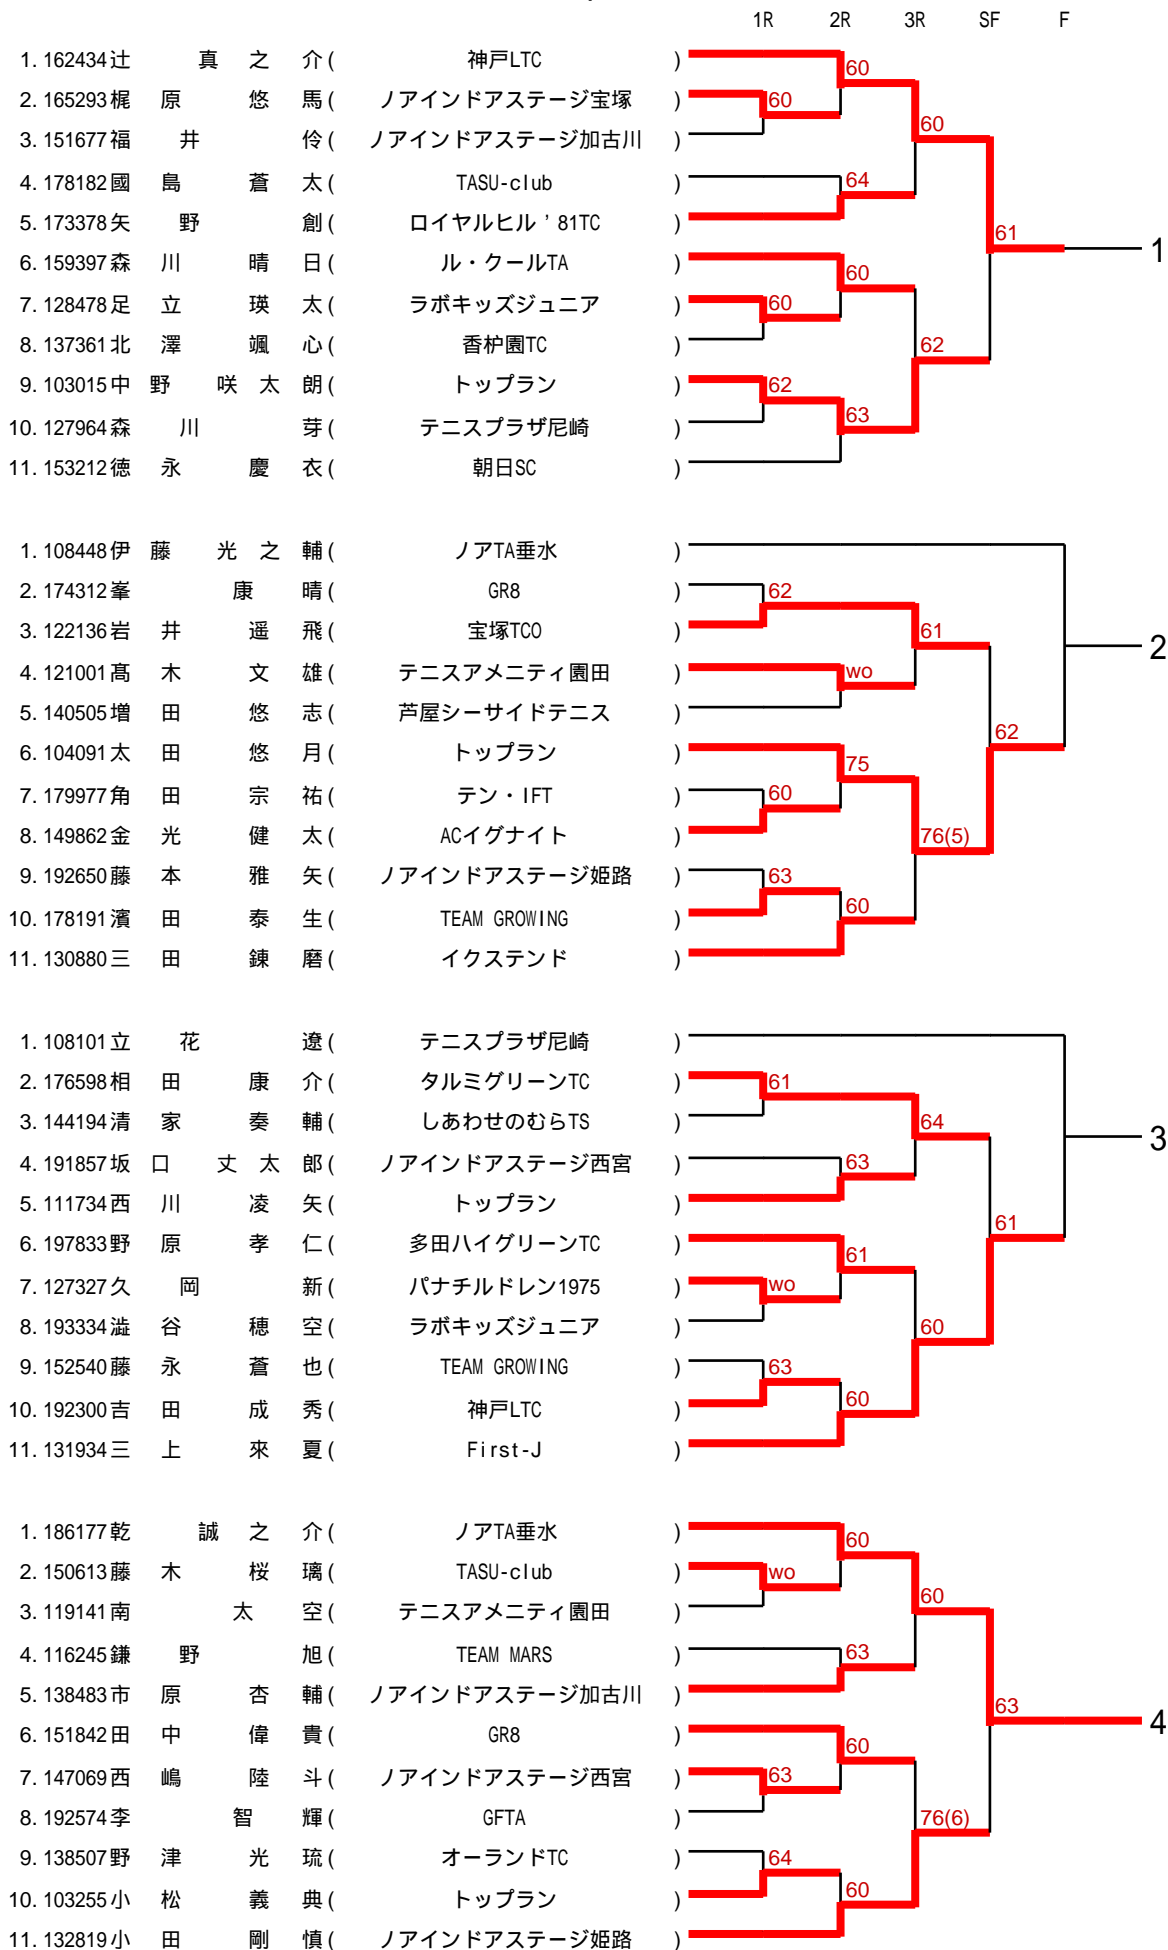 1R 2R 3R SF F
1. 162434 辻 真 之 介 ( 神戸LTC )
60
2. 165293 梶 原 悠 馬 ( ノアインドアステージ宝塚 ) 60
3. 151677 福 井 伶 ( ノアインドアステージ加古川 ) 60
4. 178182 國 島 蒼 太 ( TASU-club ) 64
5. 173378 矢 野 創 ( ロイヤルヒル'81TC )
61 1
6. 159397 森 川 晴 日 ( ル・クールTA )
60
7. 128478 足 立 瑛 太 ( ラボキッズジュニア ) 60
8. 137361 北 澤 颯 心 ( 香枦園TC ) 62
9. 103015 中 野 咲 太 朗 ( トップラン ) 62
10. 127964 森 川 芽 ( テニスプラザ尼崎 ) 63
11. 153212 徳 永 慶 衣 ( 朝日SC )
1. 108448 伊 藤 光 之 輔 ( ノアTA垂水 )
2. 174312 峯 康 晴 ( GR8 ) 62
3. 122136 岩 井 遥 飛 ( 宝塚TCO ) 61
2
4. 121001 髙 木 文 雄 ( テニスアメニティ園田 ) wo
5. 140505 増 田 悠 志 ( 芦屋シーサイドテニス )
62
6. 104091 太 田 悠 月 ( トップラン )
75
7. 179977 角 田 宗 祐 ( テン・IFT ) 60
8. 149862 金 光 健 太 ( ACイグナイト ) 76(5)
9. 192650 藤 本 雅 矢 ( ノアインドアステージ姫路 ) 63
10. 178191 濱 田 泰 生 ( TEAM GROWING ) 60
11. 130880 三 田 錬 磨 ( イクステンド )
1. 108101 立 花 遼 ( テニスプラザ尼崎 )
2. 176598 相 田 康 介 ( タルミグリーンTC ) 61
3. 144194 清 家 奏 輔 ( しあわせのむらTS ) 64
3
4. 191857 坂 口 丈 太 郎 ( ノアインドアステージ西宮 ) 63
5. 111734 西 川 凌 矢 ( トップラン )
61
6. 197833 野 原 孝 仁 ( 多田ハイグリーンTC )
61
7. 127327 久 岡 新 ( パナチルドレン1975 ) wo
8. 193334 澁 谷 穂 空 ( ラボキッズジュニア ) 60
9. 152540 藤 永 蒼 也 ( TEAM GROWING ) 63
10. 192300 吉 田 成 秀 ( 神戸LTC ) 60
11. 131934 三 上 來 夏 ( First-J )
1. 186177 乾 誠 之 介 ( ノアTA垂水 )
60
2. 150613 藤 木 桜 璃 ( TASU-club ) wo
3. 119141 南 太 空 ( テニスアメニティ園田 ) 60
4. 116245 鎌 野 旭 ( TEAM MARS ) 63
5. 138483 市 原 杏 輔 ( ノアインドアステージ加古川 )
63 4
6. 151842 田 中 偉 貴 ( GR8 )
60
7. 147069 西 嶋 陸 斗 ( ノアインドアステージ西宮 ) 63
8. 192574 李 智 輝 ( GFTA ) 76(6)
9. 138507 野 津 光 琉 ( オーランドTC ) 64
10. 103255 小 松 義 典 ( トップラン ) 60
11. 132819 小 田 剛 慎 ( ノアインドアステージ姫路 )